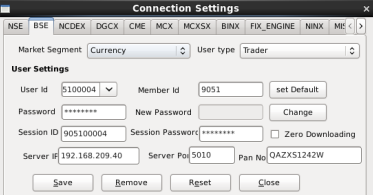 Connection Settings
NSE BSE NCDEX DGCX CME MCX MCXSX BINX FIX_ENGINE NINX
Market Segment Currency User type Trader
User Settings
User Id 5100004 Member Id 9051 set Default
Password ******** New Password Change
Session ID 905100004 Session Password ******** Zero Downloading
Server IP 192.168.209.40 Server Por 5010 Pan No QAZXS1242W
Save Remove Reset Close